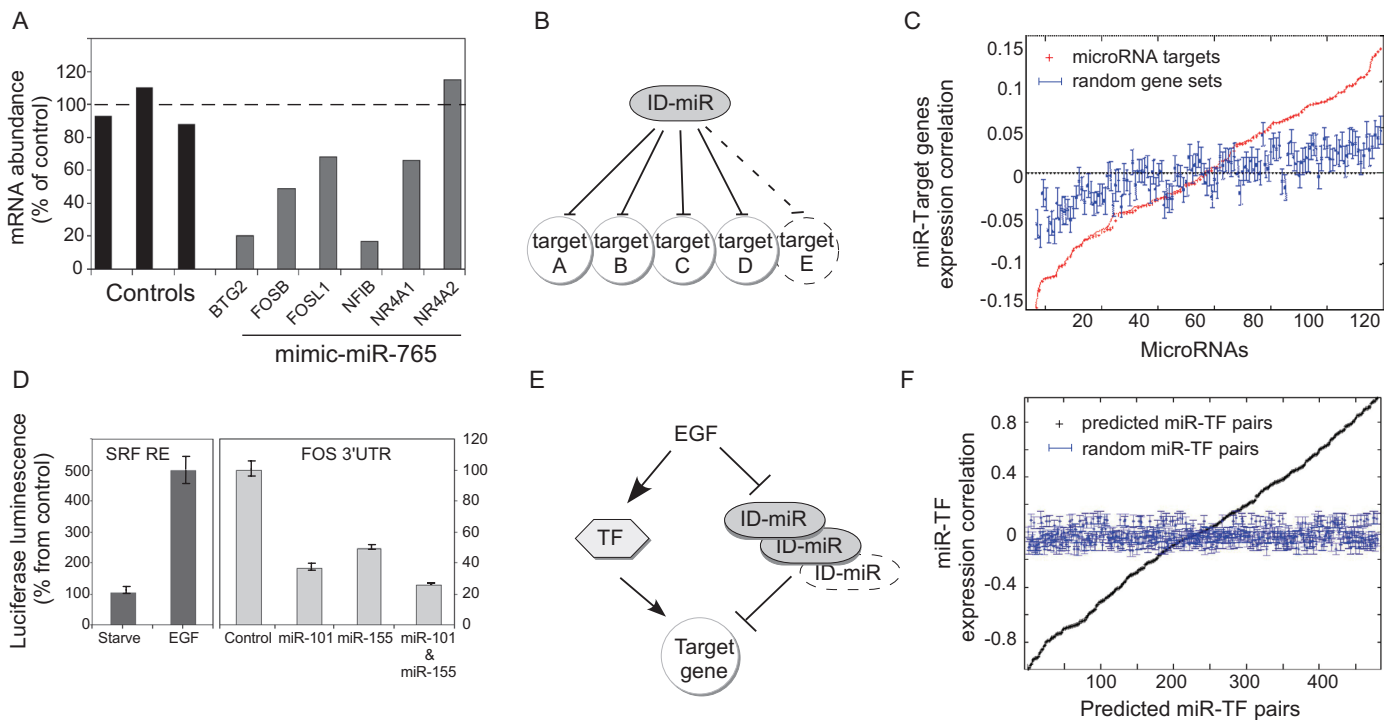 A
mRNA abundance
(% of control)
120
100
80
60
40
20
0
Controls
BTG2
FOSB
FOSL1
NFIB
NR4A1
NR4A2
mimic-miR-765
B
ID-miR
target
A
target
B
target
C
target
D
target
E
C
miR-Target genes
expression correlation
0.15
0.1
0.05
0
-0.05
-0.1
-0.15
microRNA targets
random gene sets
20
40
60
80
100
120
MicroRNAs
D
Luciferase luminescence
(% from control)
SRF RE
500
400
300
200
100
0
Starve
EGF
FOS 3'UTR
120
100
80
60
40
20
0
Control
miR-101
miR-155
miR-101
&
miR-155
E
EGF
TF
ID-miR
ID-miR
ID-miR
Target
gene
F
miR-TF
expression correlation
0.8
0.4
0
-0.4
-0.8
predicted miR-TF pairs
random miR-TF pairs
100
200
300
400
Predicted miR-TF pairs